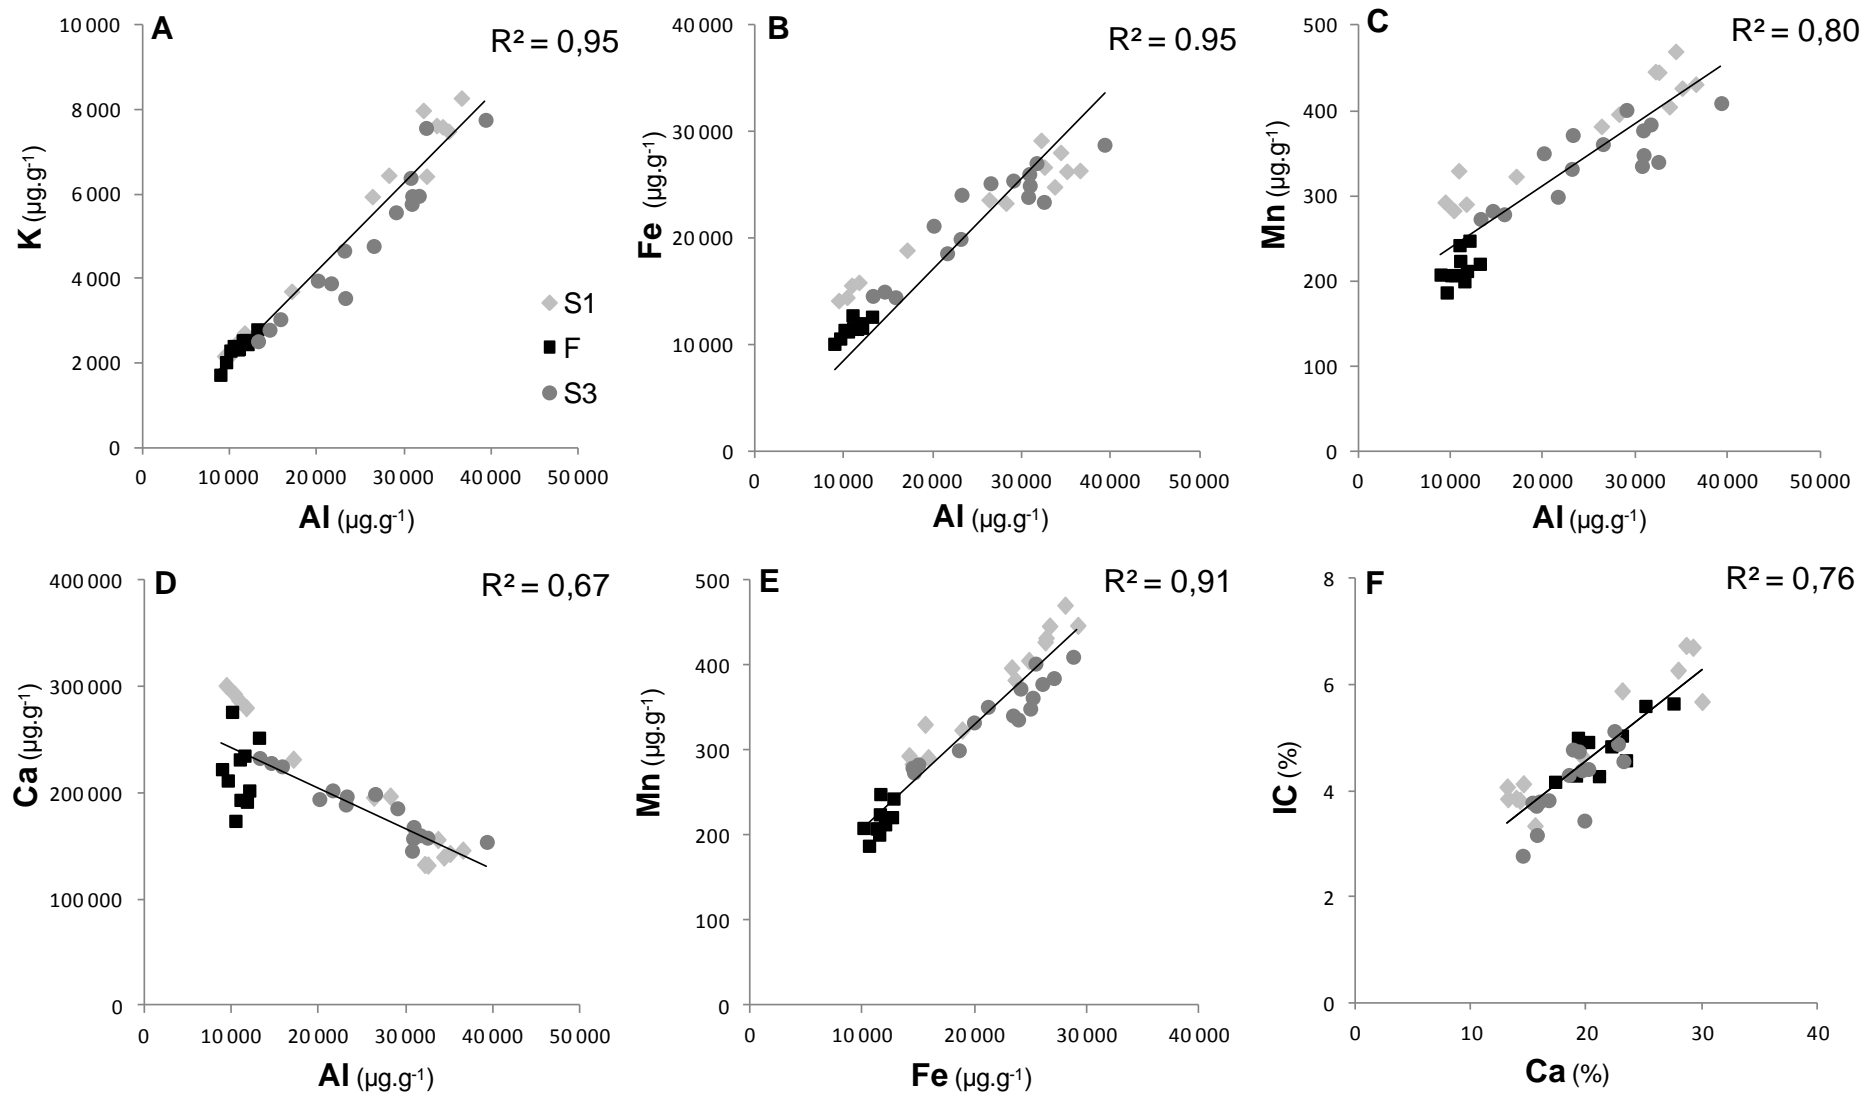 A
R² = 0,95
10 000
8 000
6 000
4 000
2 000
0
K (µg.g-1)
0 10 000 20 000 30 000 40 000 50 000
Al (µg.g-1)
S1
F
S3
B
R² = 0.95
40 000
30 000
20 000
10 000
0
Fe (µg.g-1)
0 10 000 20 000 30 000 40 000 50 000
Al (µg.g-1)
C
R² = 0,80
500
400
300
200
100
0
Mn (µg.g-1)
0 10 000 20 000 30 000 40 000 50 000
Al (µg.g-1)
D
R² = 0,67
400 000
300 000
200 000
100 000
0
Ca (µg.g-1)
0 10 000 20 000 30 000 40 000 50 000
Al (µg.g-1)
E
R² = 0,91
500
400
300
200
100
0
Mn (µg.g-1)
0 10 000 20 000 30 000 40 000
Fe (µg.g-1)
F
R² = 0,76
8
6
4
2
0
IC (%)
0 10 20 30 40
Ca (%)